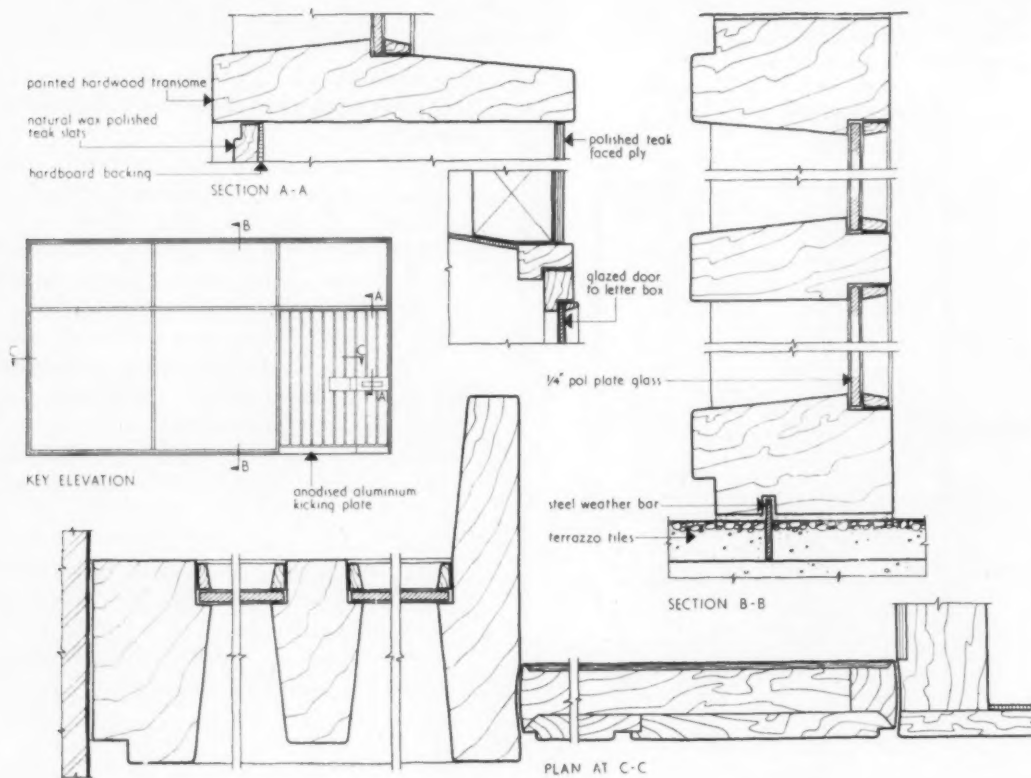 painted hardwood transome
natural wax polished
teak slats
hardboard backing
SECTION A-A
polished teak
faced ply
glazed door
to letter box
B
A
C
C
A
B
KEY ELEVATION
anodised aluminium
kicking plate
1/4" pol plate glass
steel weather bar
terrazzo tiles
SECTION B-B
PLAN AT C-C